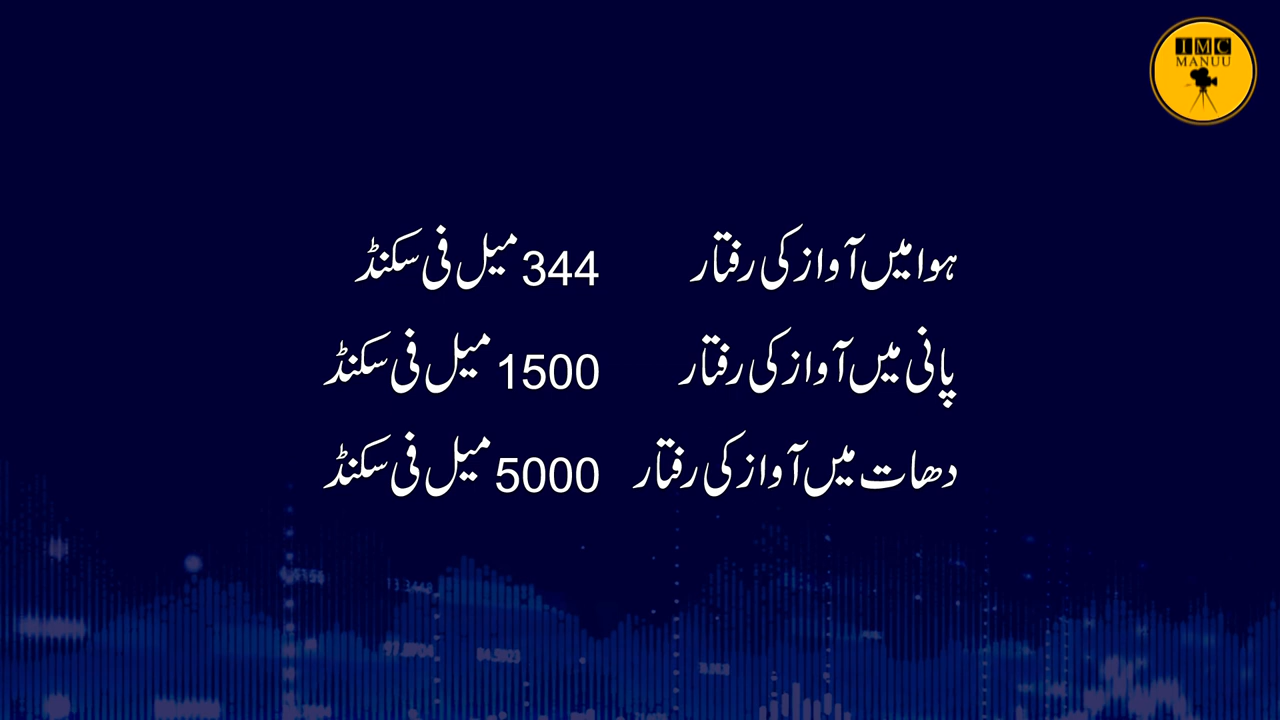 IMC
MANUU
ہوا میں آواز کی رفتار 344 میل فی سکنڈ
پانی میں آواز کی رفتار 1500 میل فی سکنڈ
دھات میں آواز کی رفتار 5000 میل فی سکنڈ